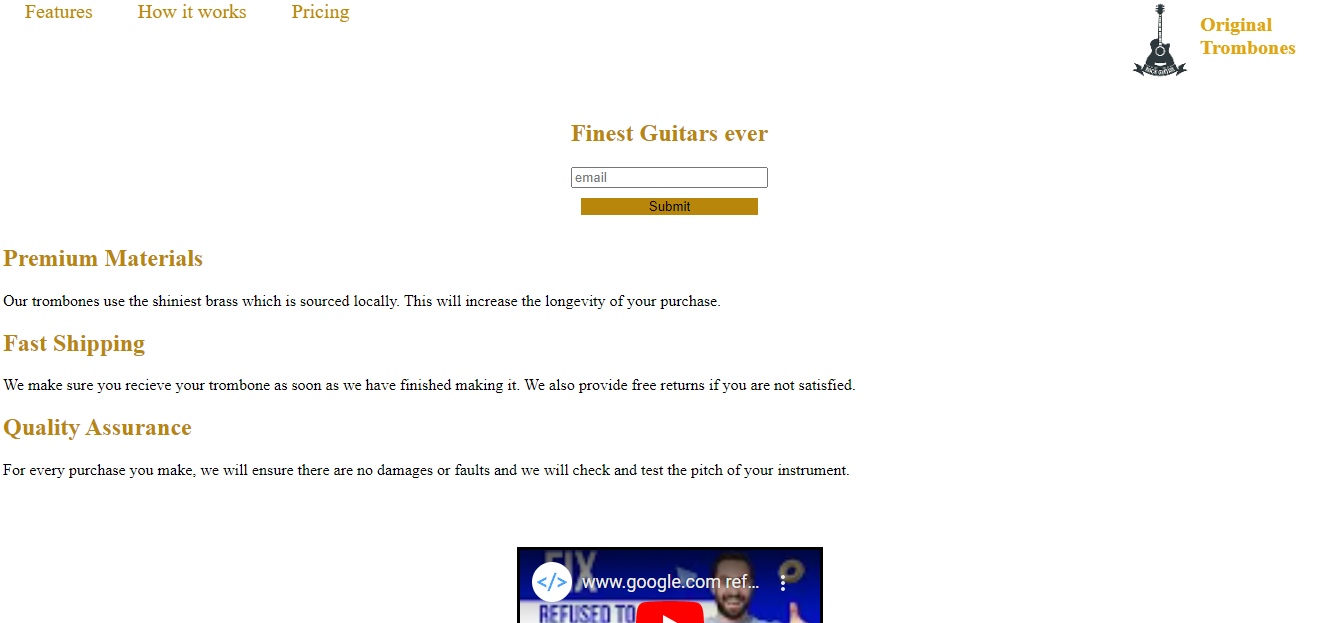 Features How it works Pricing
Original
Trombones
Finest Guitars ever
email
Submit
Premium Materials
Our trombones use the shiniest brass which is sourced locally. This will increase the longevity of your purchase.
Fast Shipping
We make sure you recieve your trombone as soon as we have finished making it. We also provide free returns if you are not satisfied.
Quality Assurance
For every purchase you make, we will ensure there are no damages or faults and we will check and test the pitch of your instrument.
FIX
</> www.google.com ref...
REFUSED TO